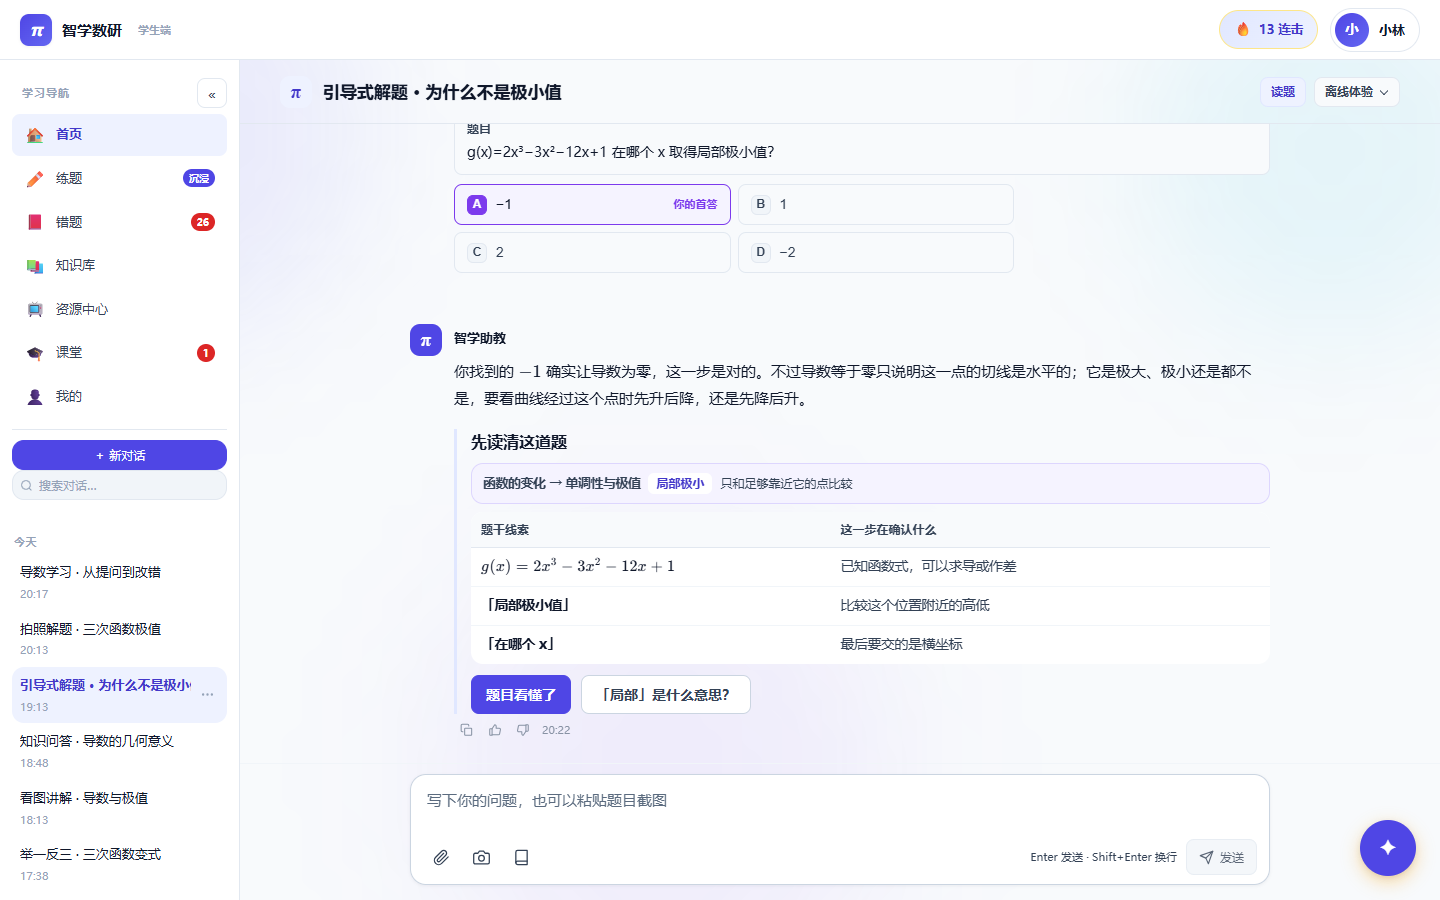 π 智学数研 学生端
🔥 13 连击
小 小林
学习导航 «
首页
练题 沉浸
错题 26
知识库
资源中心
课堂 1
我的
+ 新对话
搜索对话...
今天
导数学习 · 从提问到改错
20:17
拍照解题 · 三次函数极值
20:13
引导式解题 • 为什么不是极小 ...
19:13
知识问答 · 导数的几何意义
18:48
看图讲解 · 导数与极值
18:13
举一反三 · 三次函数变式
17:38
π 引导式解题 • 为什么不是极小值
读题 离线体验
题目
g(x)=2x³−3x²−12x+1 在哪个 x 取得局部极小值?
A −1 你的首答
B 1
C 2
D −2
π 智学助教
你找到的 −1 确实让导数为零，这一步是对的。不过导数等于零只说明这一点的切线是水平的；它是极大、极小还是都不
是，要看曲线经过这个点时先升后降，还是先降后升。
先读清这道题
函数的变化 → 单调性与极值 局部极小 只和足够靠近它的点比较
题干线索 这一步在确认什么
g(x) = 2x³ − 3x² − 12x + 1 已知函数式，可以求导或作差
「局部极小值」 比较这个位置附近的高低
「在哪个 x」 最后要交的是横坐标
题目看懂了 「局部」是什么意思?
20:22
写下你的问题，也可以粘贴题目截图
Enter 发送 · Shift+Enter 换行 发送